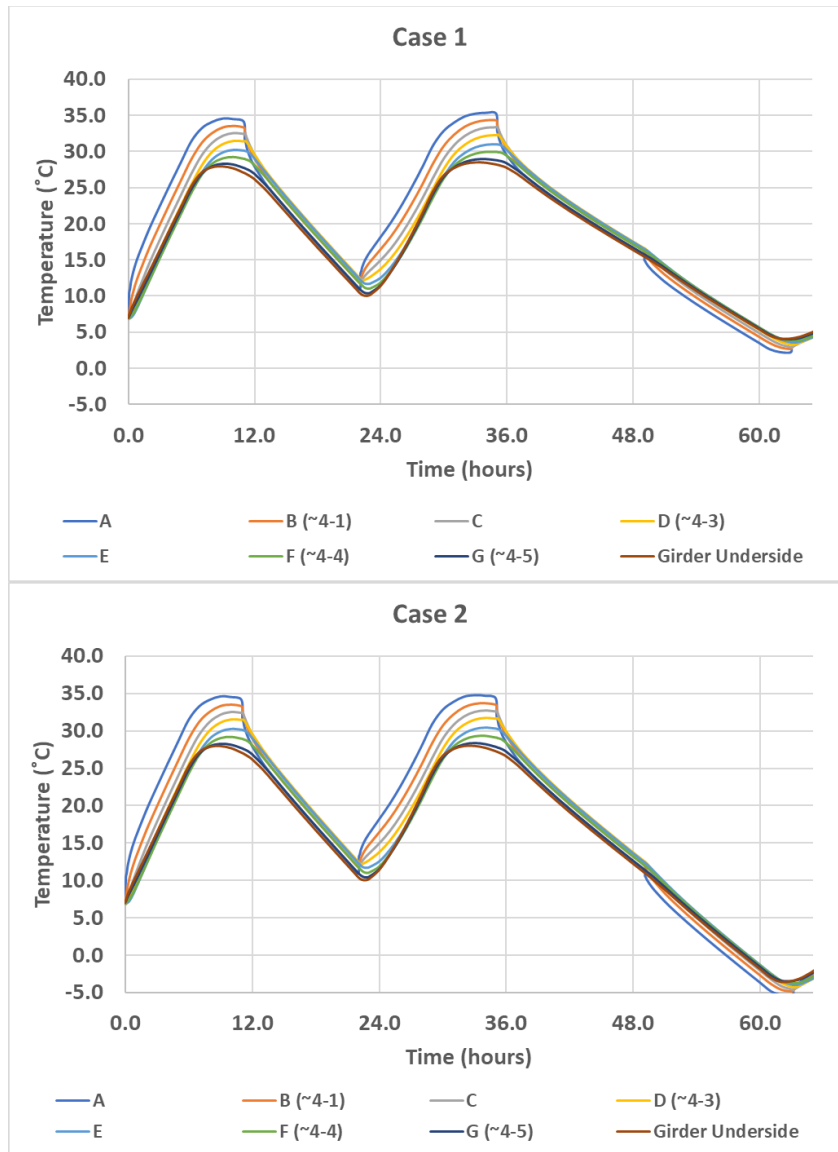 Case 1
40.0
35.0
30.0
25.0
20.0
15.0
10.0
5.0
0.0
-5.0
Temperature (˚C)
0.0 12.0 24.0 36.0 48.0 60.0
Time (hours)
A B (~4-1) C D (~4-3)
E F (~4-4) G (~4-5) Girder Underside
Case 2
40.0
35.0
30.0
25.0
20.0
15.0
10.0
5.0
0.0
-5.0
Temperature (˚C)
0.0 12.0 24.0 36.0 48.0 60.0
Time (hours)
A B (~4-1) C D (~4-3)
E F (~4-4) G (~4-5) Girder Underside